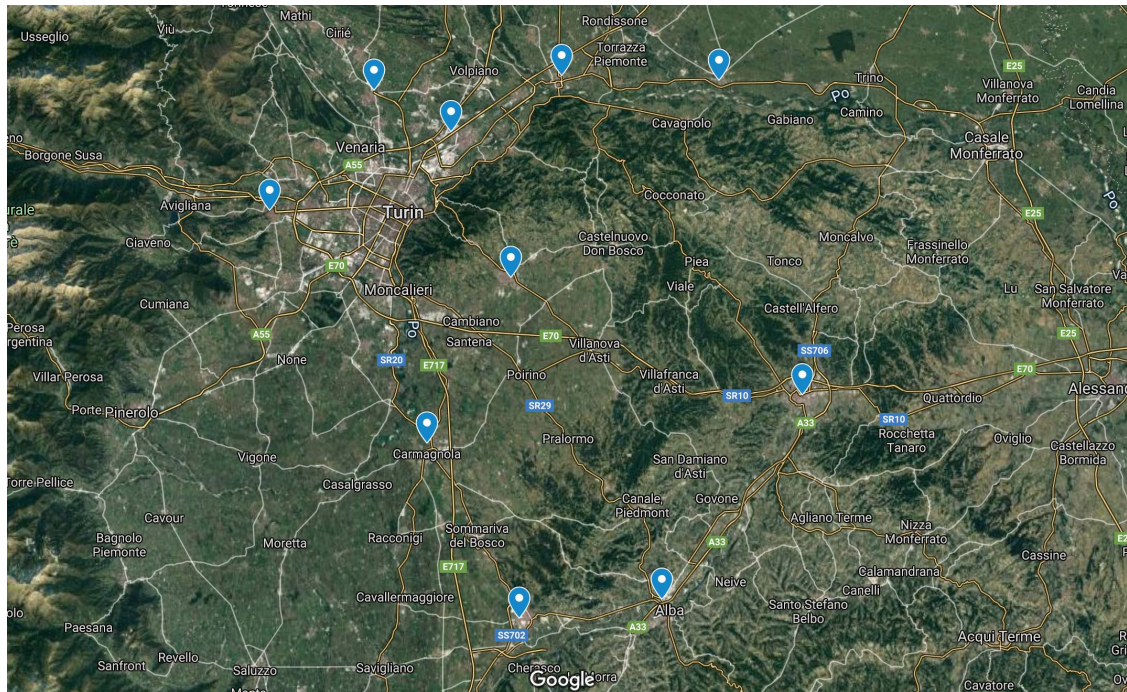 Mathi
Rondissone
Viù
Usseglio
Cirié
Torrazza
Piemonte
Volpiano
E25
Trino
Villanova
Monferrato
Candia
Lomellina
Po
Camino
Gabiano
Cavagnolo
Casale
Monferrato
Venaria
Borgone Susa
A55
Cocconato
Avigliana
Turin
Po
E25
Giaveno
Castelnuovo
Don Bosco
Moncalvo
Frassinello
Monferrato
E70
Piea
Tonco
Viale
Moncalieri
Lu
San Salvatore
Monferrato
Cumiana
Castell'Alfero
Po
Cambiano
A55
Santena
E70
Villanova
d'Asti
E25
SR20
E717
None
SS706
E70
Villar Perosa
Poirino
Villafranca
d'Asti
SR10
Quattordio
Porte
Pinerolo
SR29
A33
SR10
Rocchetta
Tanaro
Oviglio
Castellazzo
Bormida
Pralormo
Carmagnola
Vigone
San Damiano
d'Asti
Torre Pellice
Casalgrasso
Canale,
Piedmont
Govone
Cavour
Agliano Terme
Nizza
Monferrato
Bagnolo
Piemonte
Moretta
Racconigi
Sommariva
del Bosco
A33
Cassine
E717
Neive
Calamandrana
Canelli
Cavallermaggiore
Alba
Santo Stefano
Belbo
Paesana
SS702
A33
Acqui Terme
Sanfront
Revello
Saluzzo
Savigliano
Cherasco
Google
Cavatore